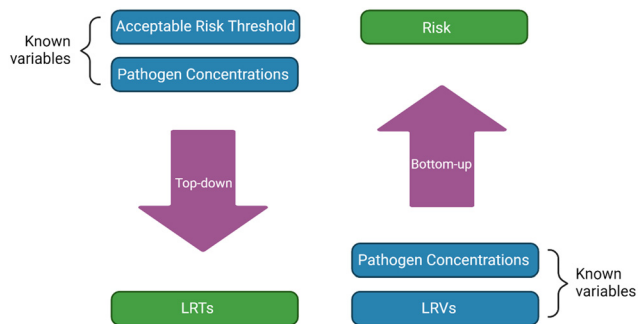 Known
variables
Acceptable Risk Threshold
Pathogen Concentrations
Top-down
LRTs
Risk
Bottom-up
Pathogen Concentrations
LRVs
Known
variables